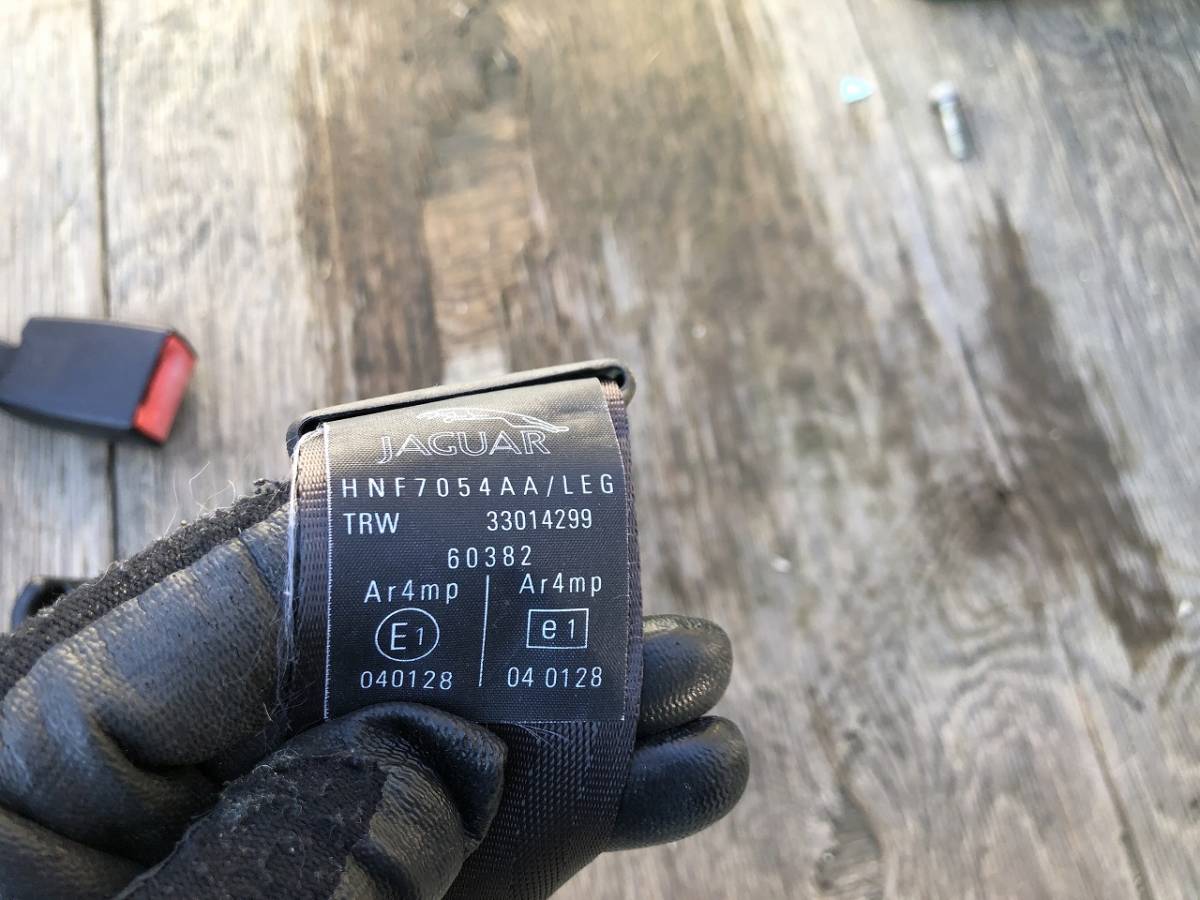 JAGUAR
HNF7054AA/LEG
TRW 33014299
60382
Ar4mp Ar4mp
E1 e1
040128 04 0128